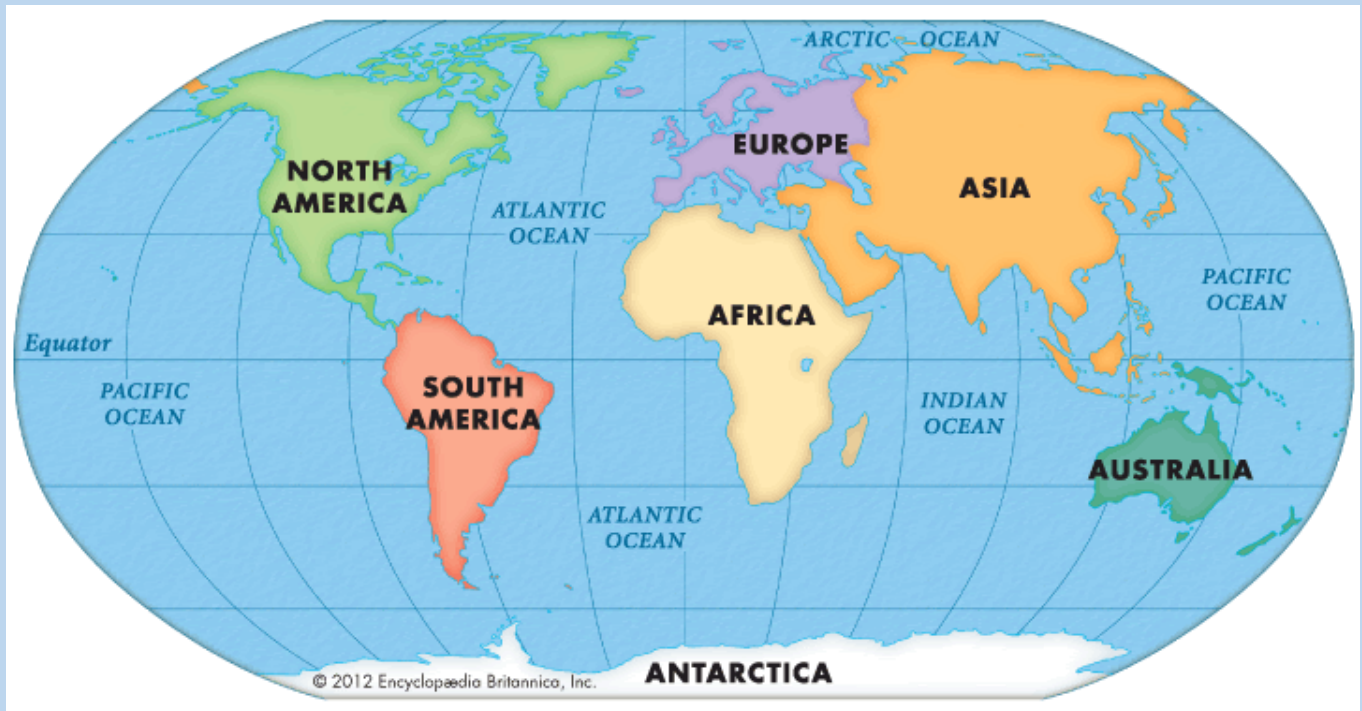 ARCTIC OCEAN
EUROPE
NORTH
AMERICA
ASIA
ATLANTIC
OCEAN
PACIFIC
OCEAN
AFRICA
Equator
PACIFIC
OCEAN
SOUTH
AMERICA
INDIAN
OCEAN
AUSTRALIA
ATLANTIC
OCEAN
ANTARCTICA
© 2012 Encyclopædia Britannica, Inc.